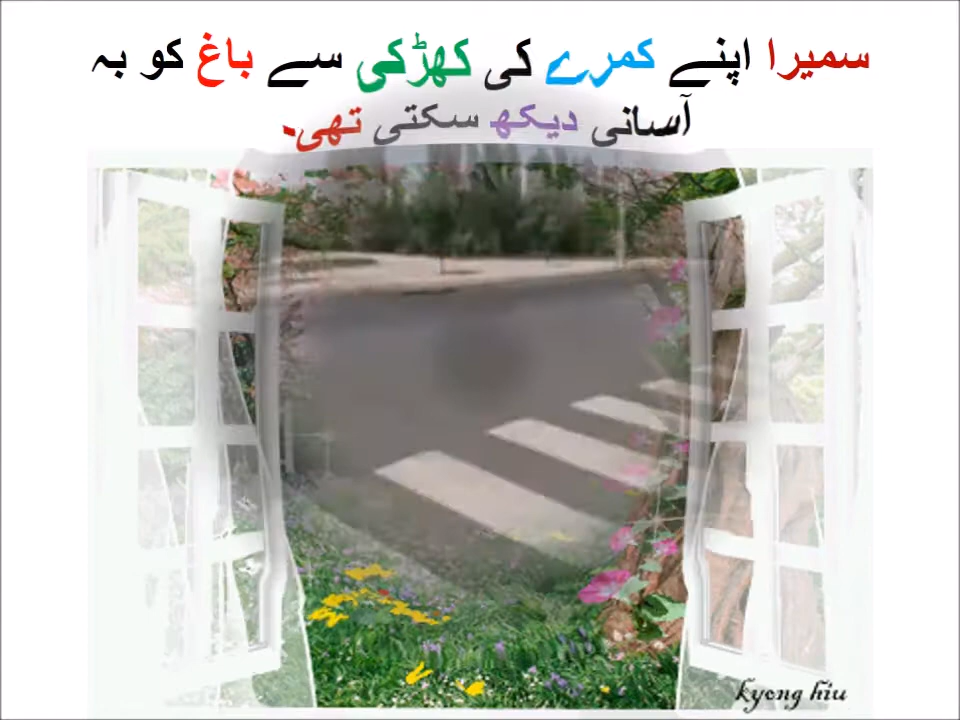 سمیرا اپنے کمرے کی کھڑکی سے باغ کو بہ
آسانی دیکھ سکتی تھی۔
kyong hiu